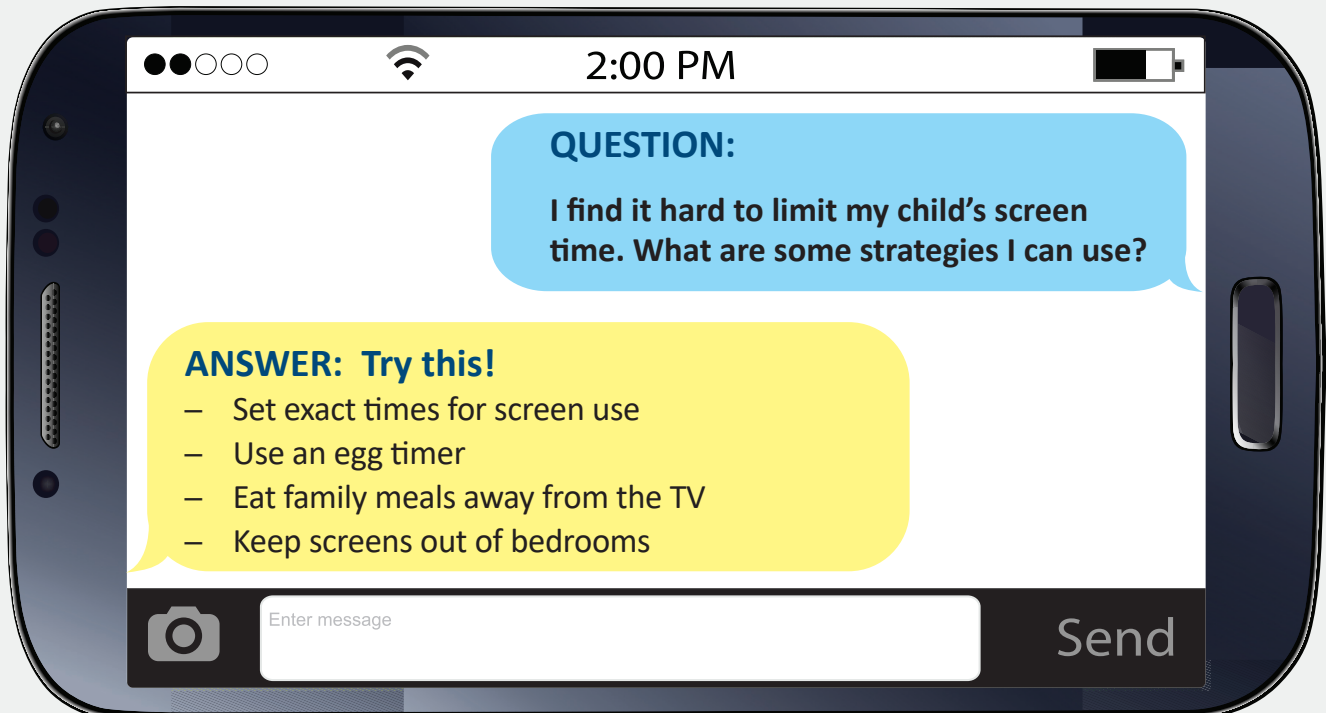 2:00 PM
QUESTION:
I find it hard to limit my child’s screen
time. What are some strategies I can use?
ANSWER:  Try this!
– Set exact times for screen use
– Use an egg timer
– Eat family meals away from the TV
– Keep screens out of bedrooms
Enter message
Send